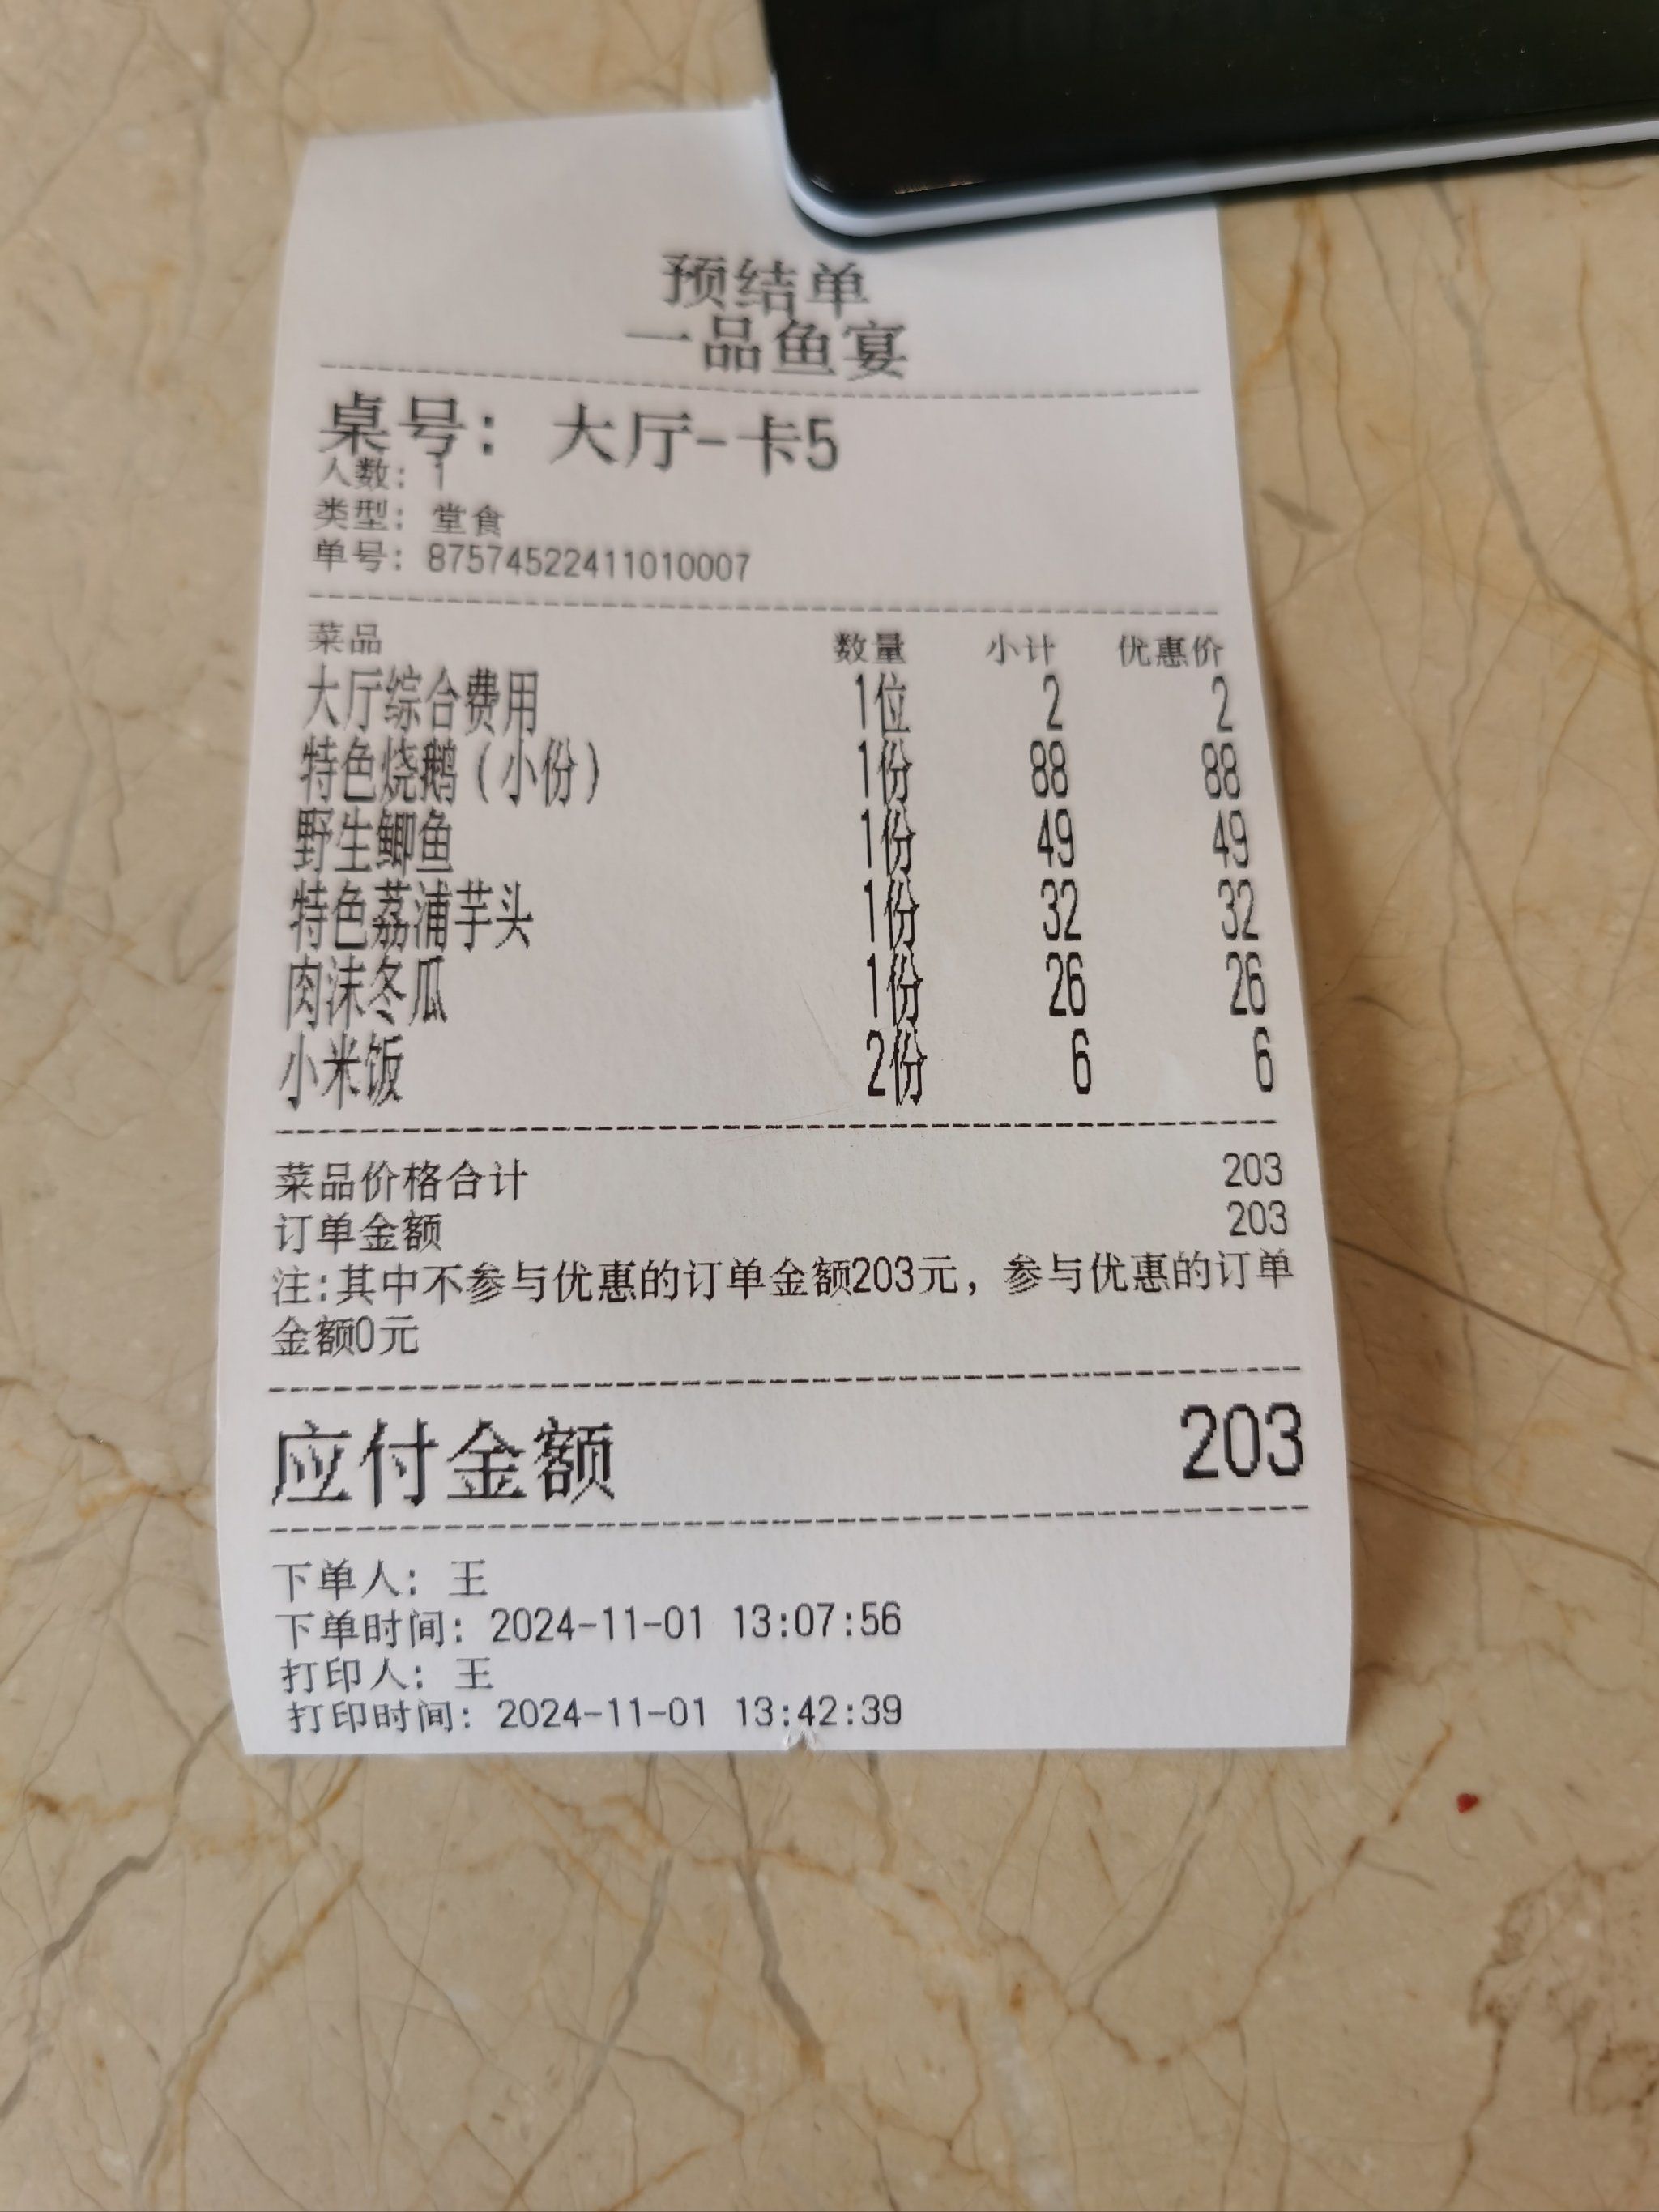 预结单
一品鱼宴
桌号: 大厅-卡5
人数: 1
类型: 堂食
单号: 87574522411010007
菜品 数量 小计 优惠价
大厅综合费用 1位 2 2
特色烧鹅(小份) 1份 88 88
野生鲫鱼 1份 49 49
特色荔浦芋头 1份 32 32
肉沫冬瓜 1份 26 26
小米饭 2份 6 6
菜品价格合计 203
订单金额 203
注:其中不参与优惠的订单金额203元，参与优惠的订单
金额0元
应付金额 203
下单人: 王
下单时间: 2024-11-01 13:07:56
打印人: 王
打印时间: 2024-11-01 13:42:39